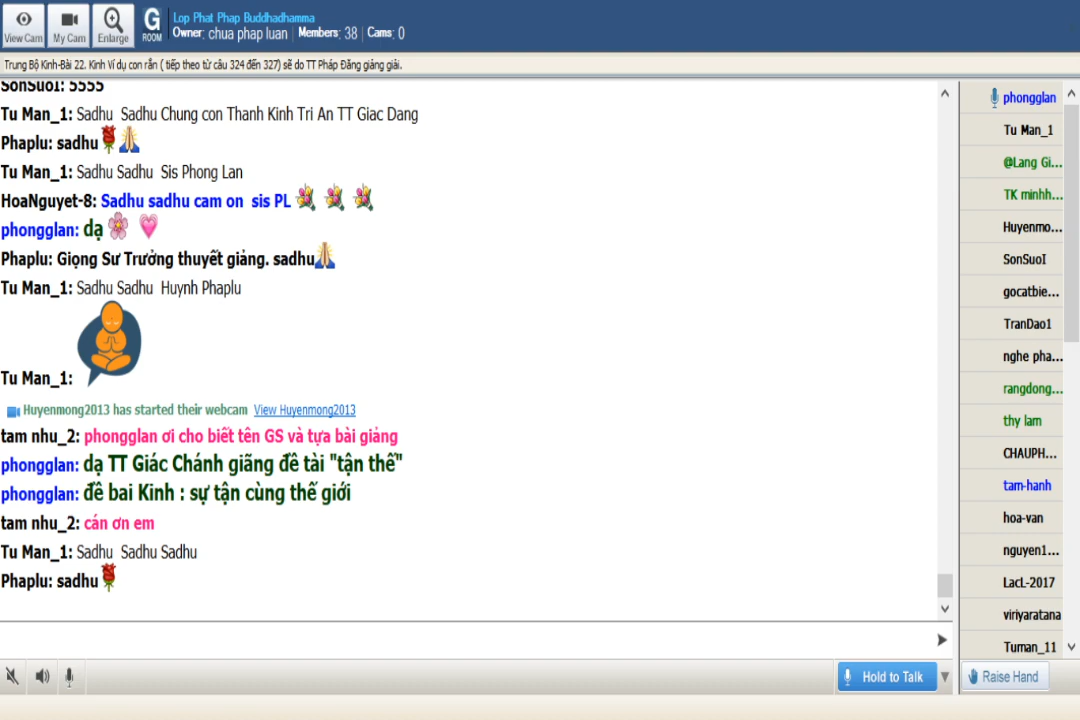 View Cam
My Cam
Enlarge
G
ROOM
Lop Phat Phap Buddhadhamma
Owner: chua phap luan | Members: 38 | Cams: 0
Trung Bộ Kinh-Bài 22. Kinh Ví dụ con rắn ( tiếp theo từ câu 324 đến 327) sẽ do TT Pháp Đăng giảng giải.
SonSuoI: 5555
Tu Man_1: Sadhu Sadhu Chung con Thanh Kinh Tri An TT Giac Dang
Phaplu: sadhu
Tu Man_1: Sadhu Sadhu Sis Phong Lan
HoaNguyet-8: Sadhu sadhu cam on sis PL
phongglan: dạ
Phaplu: Giọng Sư Trưởng thuyết giảng. sadhu
Tu Man_1: Sadhu Sadhu Huynh Phaplu
Tu Man_1:
Huyenmong2013 has started their webcam View Huyenmong2013
tam nhu_2: phongglan ơi cho biết tên GS và tựa bài giảng
phongglan: dạ TT Giác Chánh giãng đề tài "tận thế"
phongglan: đề bai Kinh : sự tận cùng thế giới
tam nhu_2: cán ơn em
Tu Man_1: Sadhu Sadhu Sadhu
Phaplu: sadhu
phongglan
Tu Man_1
@Lang Gi...
TK minhh...
Huyenmo...
SonSuoI
gocatbie...
TranDao1
nghe pha...
rangdong...
thy lam
CHAUPH...
tam-hanh
hoa-van
nguyen1...
LacL-2017
viriyaratana
Tuman_11
Hold to Talk
Raise Hand